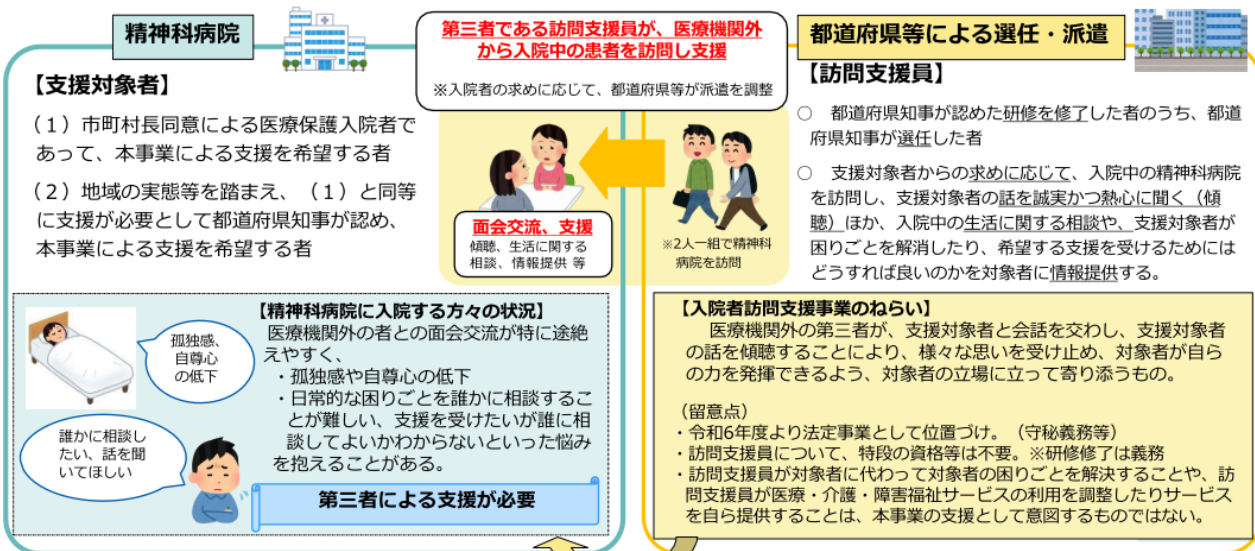 精神科病院
【支援対象者】
（１）市町村長同意による医療保護入院者で
あって、本事業による支援を希望する者
（２）地域の実態等を踏まえ、（１）と同等
に支援が必要として都道府県知事が認め、
本事業による支援を希望する者
第三者である訪問支援員が、医療機関外
から入院中の患者を訪問し支援
※入院者の求めに応じて、都道府県等が派遣を調整
面会交流、支援
傾聴、生活に関する
相談、情報提供 等
※2人一組で精神科
病院を訪問
都道府県等による選任・派遣
【訪問支援員】
○　都道府県知事が認めた研修を修了した者のうち、都道
府県知事が選任した者
○　支援対象者からの求めに応じて、入院中の精神科病院
を訪問し、支援対象者の話を誠実かつ熱心に聞く（傾
聴）ほか、入院中の生活に関する相談や、支援対象者が
困りごとを解消したり、希望する支援を受けるためには
どうすれば良いのかを対象者に情報提供する。
【精神科病院に入院する方々の状況】
医療機関外の者との面会交流が特に途絶
えやすく、
・孤独感や自尊心の低下
・日常的な困りごとを誰かに相談するこ
とが難しい、支援を受けたいが誰に相
談してよいかわからないといった悩み
を抱えることがある。
孤独感、
自尊心
の低下
誰かに相談し
たい、話を聞
いてほしい
第三者による支援が必要
【入院者訪問支援事業のねらい】
医療機関外の第三者が、支援対象者と会話を交わし、支援対象者
の話を傾聴することにより、様々な思いを受け止め、対象者が自ら
の力を発揮できるよう、対象者の立場に立って寄り添うもの。
（留意点）
・令和6年度より法定事業として位置づけ。（守秘義務等）
・訪問支援員について、特段の資格等は不要。※研修修了は義務
・訪問支援員が対象者に代わって対象者の困りごとを解決することや、訪
問支援員が医療・介護・障害福祉サービスの利用を調整したりサービス
を自ら提供することは、本事業の支援として意図するものではない。